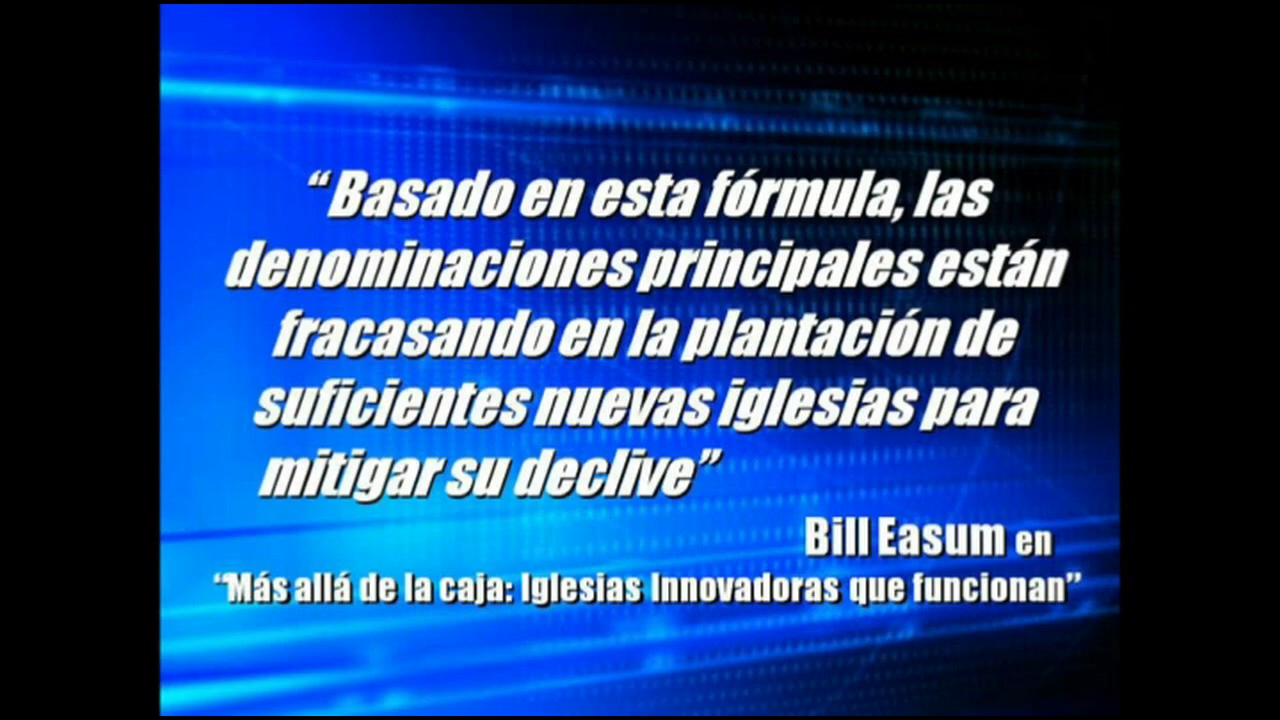 “Basado en esta fórmula, las
denominaciones principales están
fracasando en la plantación de
suficientes nuevas iglesias para
mitigar su declive”
Bill Easum en
“Más allá de la caja: Iglesias Innovadoras que funcionan”